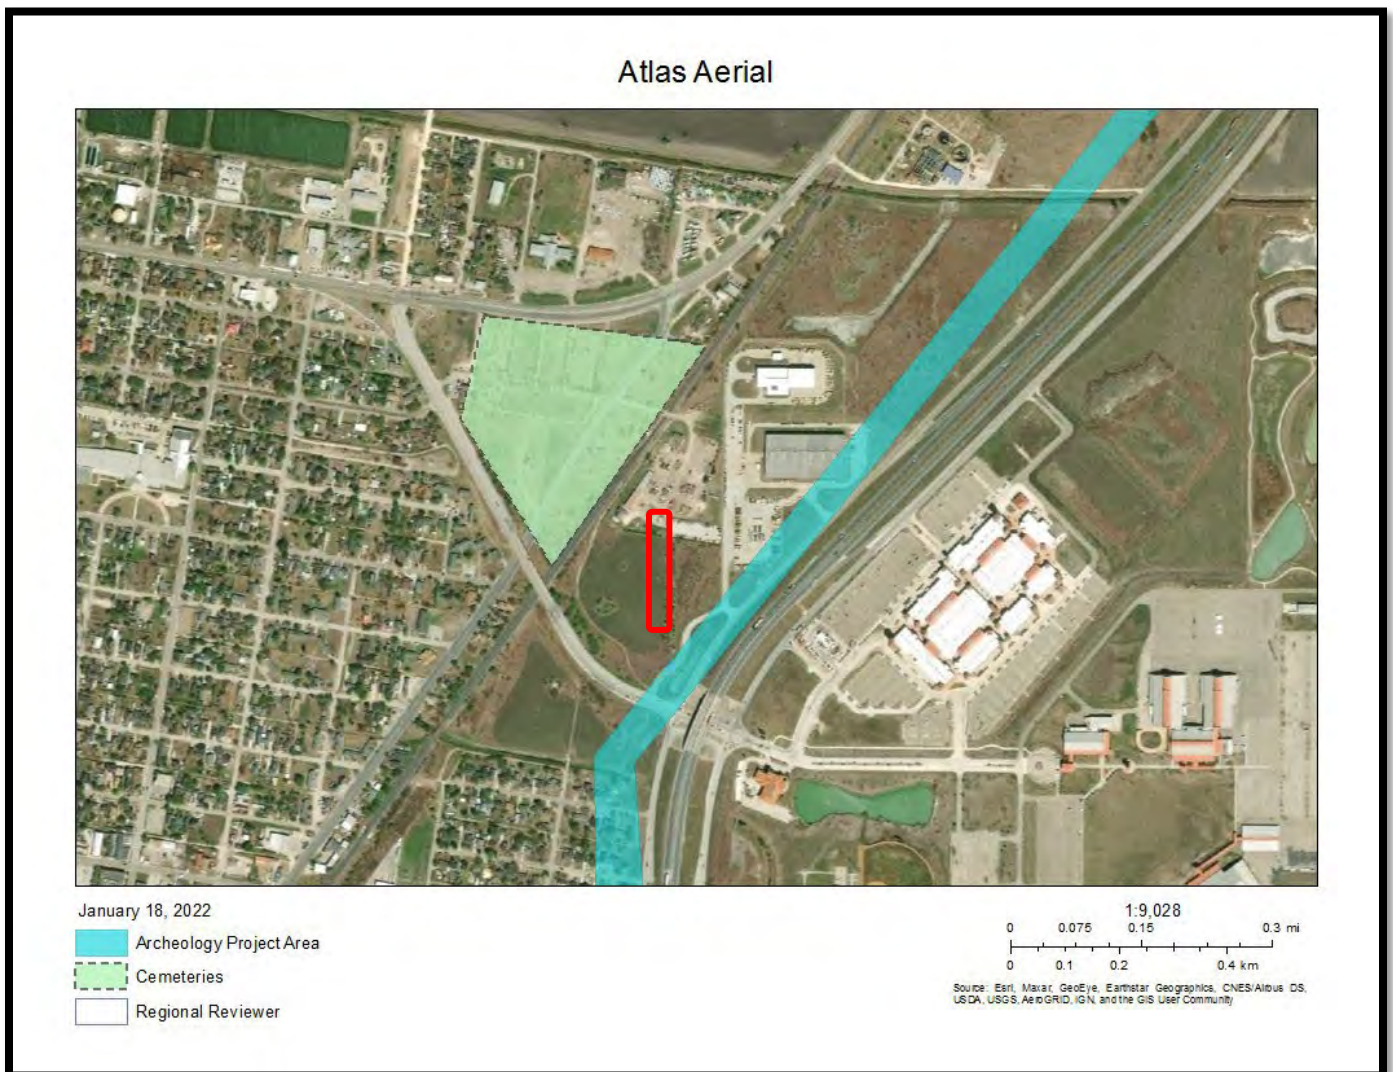 Atlas Aerial
January 18, 2022
Archeology Project Area
Cemeteries
Regional Reviewer
1:9,028
0 0.075 0.15 0.3 mi
0 0.1 0.2 0.4 km
Source: Esri, Maxar, GeoEye, Earthstar Geographics, CNES/Airbus DS,
USDA, USGS, AeroGRID, IGN, and the GIS User Community